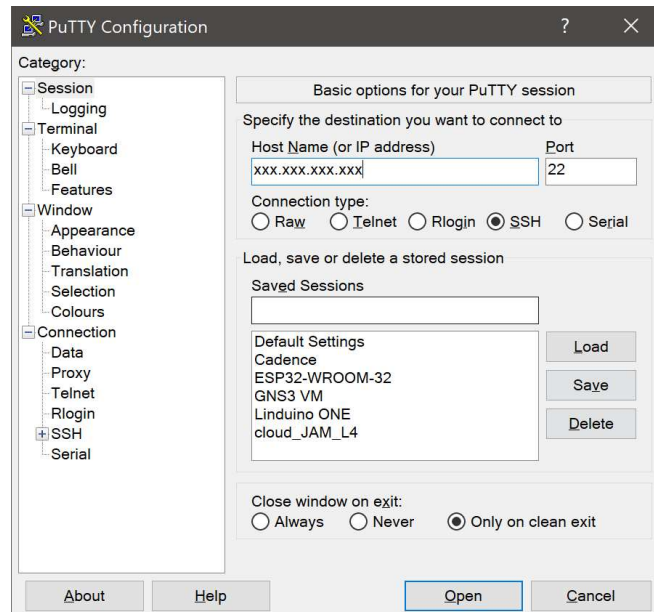 PuTTY Configuration
?
Category:
Session
Logging
Terminal
Keyboard
Bell
Features
Window
Appearance
Behaviour
Translation
Selection
Colours
Connection
Data
Proxy
Telnet
Rlogin
SSH
Serial
Basic options for your PuTTY session
Specify the destination you want to connect to
Host Name (or IP address) Port
xxx.xxx.xxx.xxx 22
Connection type:
Raw Telnet Rlogin SSH Serial
Load, save or delete a stored session
Saved Sessions
Default Settings
Cadence
ESP32-WROOM-32
GNS3 VM
Linduino ONE
cloud_JAM_L4
Load
Save
Delete
Close window on exit:
Always Never Only on clean exit
About Help Open Cancel